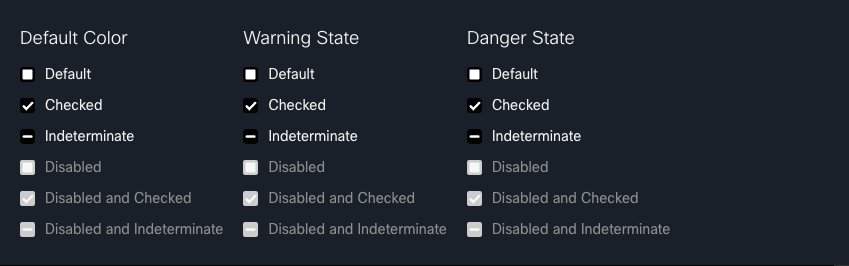 Default Color
Default
Checked
Indeterminate
Disabled
Disabled and Checked
Disabled and Indeterminate
Warning State
Default
Checked
Indeterminate
Disabled
Disabled and Checked
Disabled and Indeterminate
Danger State
Default
Checked
Indeterminate
Disabled
Disabled and Checked
Disabled and Indeterminate